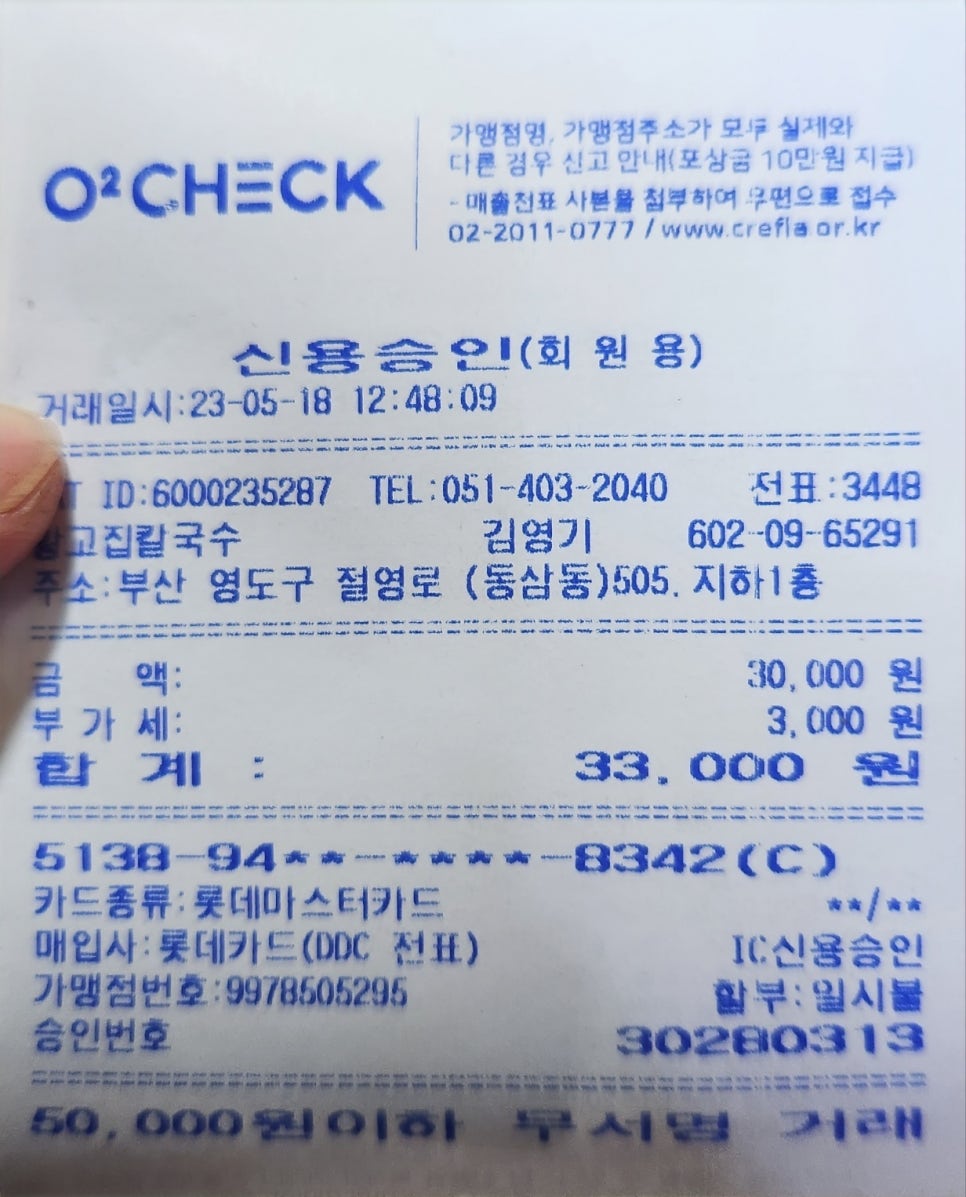 O²CHECK
가맹점명, 가맹점주소가 모두 실제와
다른 경우 신고 안내(포상금 10만원 지급)
- 매출전표 사본을 첨부하여 우편으로 접수
02-2011-0777 / www.crefia.or.kr
신용승인(회 원 용)
거래일시:23-05-18 12:48:09
ID:6000235287 TEL:051-403-2040 전표:3448
고집칼국수 김영기 602-09-65291
주소:부산 영도구 절영로 (동삼동)505. 지하1층
금 액: 30,000 원
부 가 세: 3,000 원
합 계 : 33,000 원
5138-94**-****-8342(C)
카드종류:롯데마스터카드 **/**
매입사:롯데카드(DDC 전표) IC신용승인
가맹점번호:9978505295 할부:일시불
승인번호 30280313
50,000원이하 무서명 거래